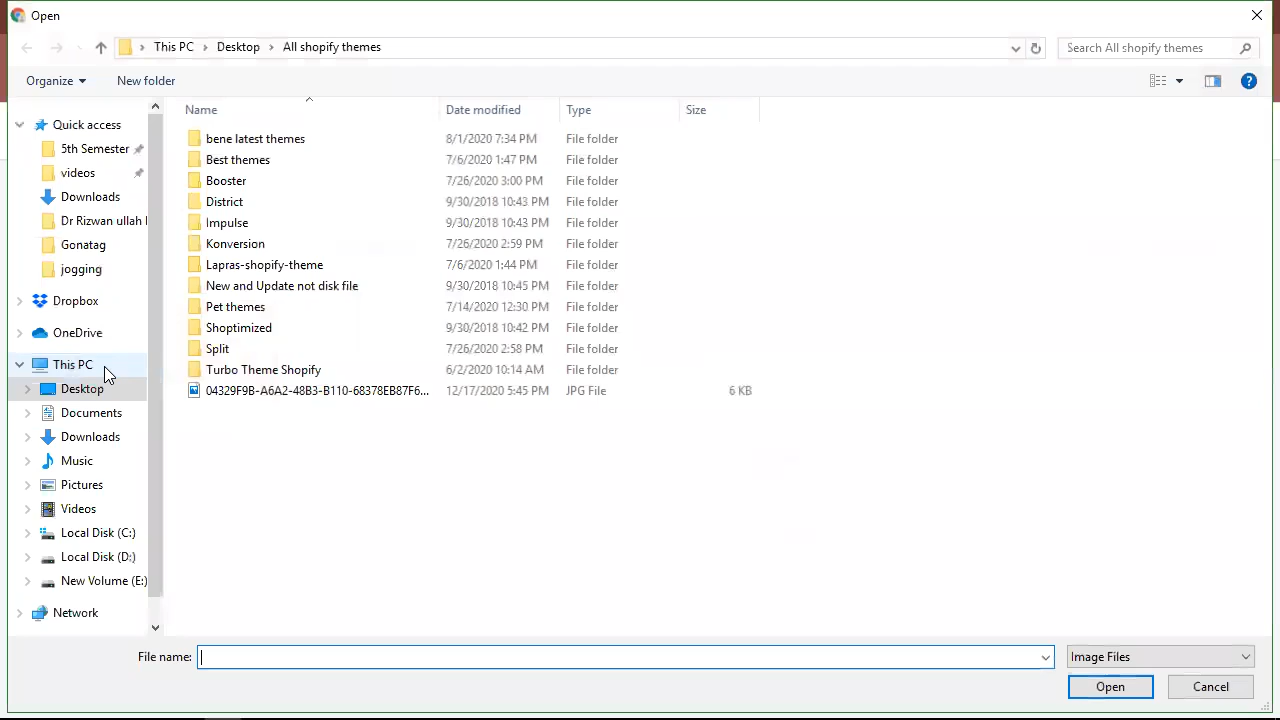 Open
This PC > Desktop > All shopify themes
Search All shopify themes
Organize
New folder
Name
Date modified
Type
Size
Quick access
5th Semester
videos
Downloads
Dr Rizwan ullah
Gonatag
jogging
Dropbox
OneDrive
This PC
Desktop
Documents
Downloads
Music
Pictures
Videos
Local Disk (C:)
Local Disk (D:)
New Volume (E:)
Network
bene latest themes 8/1/2020 7:34 PM File folder
Best themes 7/6/2020 1:47 PM File folder
Booster 7/26/2020 3:00 PM File folder
District 9/30/2018 10:43 PM File folder
Impulse 9/30/2018 10:43 PM File folder
Konversion 7/26/2020 2:59 PM File folder
Lapras-shopify-theme 7/6/2020 1:44 PM File folder
New and Update not disk file 9/30/2018 10:45 PM File folder
Pet themes 7/14/2020 12:30 PM File folder
Shoptimized 9/30/2018 10:42 PM File folder
Split 7/26/2020 2:58 PM File folder
Turbo Theme Shopify 6/2/2020 10:14 AM File folder
04329F9B-A6A2-48B3-B110-68378EB87F6... 12/17/2020 5:45 PM JPG File 6 KB
File name:
Image Files
Open
Cancel